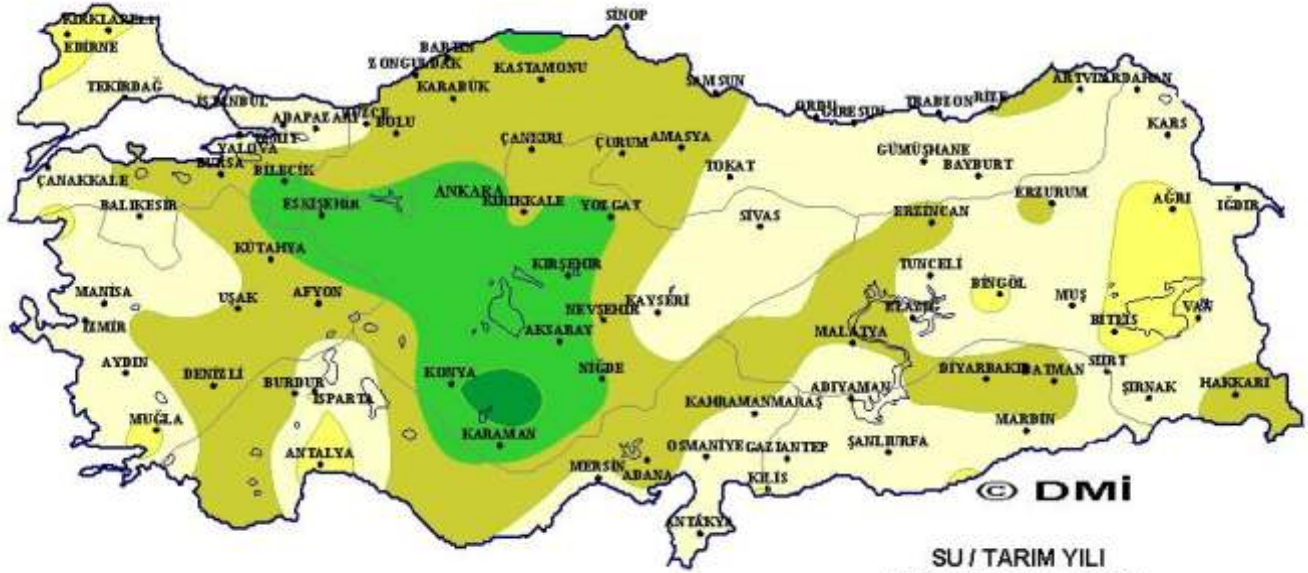 SİNOP
KIRKLARELİ
EDİRNE
BARTIN
ZONGULDAK
KASTAMONU
TEKİRDAĞ
KARABÜK
SAMSUN
ARTVİN
ARDAHAN
İSTANBUL
ORDU
GİRESUN
TRABZON
RİZE
ADAPAZARI
DÜZCE
BOLU
KARS
İZMİT
YALOVA
ÇANKIRI
ÇORUM
AMASYA
GÜMÜŞHANE
BAYBURT
BURSA
BİLECİK
TOKAT
ÇANAKKALE
ANKARA
ERZURUM
AĞRI
IĞDIR
BALIKESİR
ESKİŞEHİR
KIRIKKALE
YOLGAT
SİVAS
ERZİNCAN
KÜTAHYA
KIRŞEHİR
TUNCELİ
BİNGÖL
MANİSA
UŞAK
AFYON
NEVŞEHİR
KAYSERİ
ELAZIĞ
MUŞ
BİTLİS
VAN
İZMİR
AKSARAY
MALATYA
AYDIN
DENİZLİ
BURDUR
ISPARTA
KONYA
NİĞDE
ADIYAMAN
DİYARBAKIR
BATMAN
SİİRT
ŞIRNAK
HAKKARİ
MUĞLA
KARAMAN
KAHRAMANMARAŞ
MARDİN
ANTALYA
MERSİN
ADANA
OSMANİYE
GAZİANTEP
ŞANLIURFA
KİLİS
© DMİ
ANTAKYA
SU / TARIM YILI